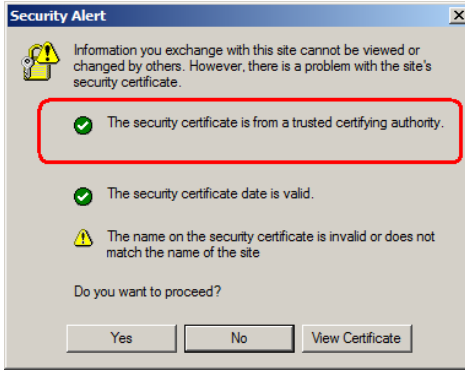 Security Alert
Information you exchange with this site cannot be viewed or
changed by others. However, there is a problem with the site's
security certificate.
The security certificate is from a trusted certifying authority.
The security certificate date is valid.
The name on the security certificate is invalid or does not
match the name of the site
Do you want to proceed?
Yes
No
View Certificate